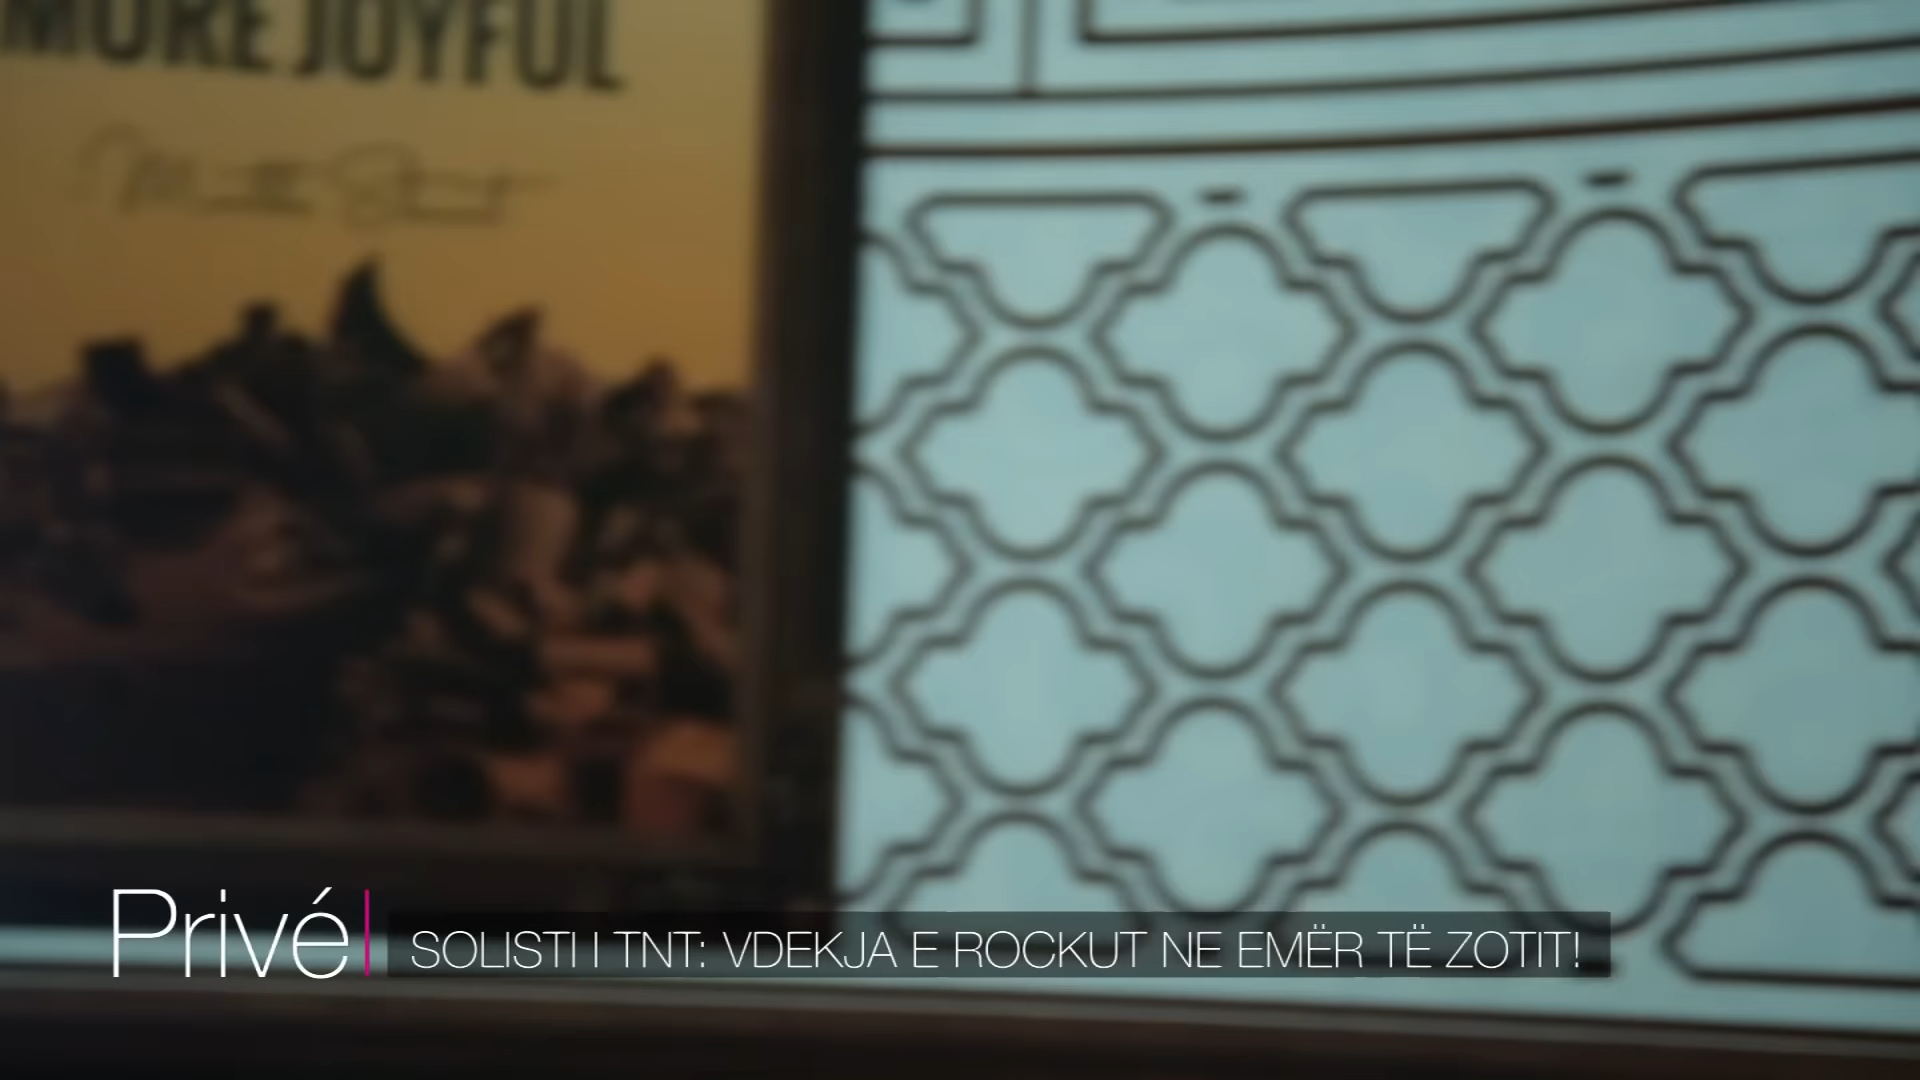 MORE JOYFUL
Privé
SOLISTI I TNT: VDEKJA E ROCKUT NE EMËR TË ZOTIT!